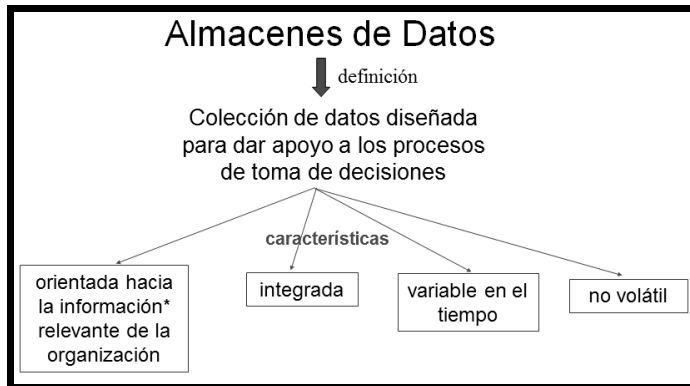 Almacenes de Datos
definición
Colección de datos diseñada
para dar apoyo a los procesos
de toma de decisiones
características
orientada hacia
la información*
relevante de la
organización
integrada
variable en el
tiempo
no volátil